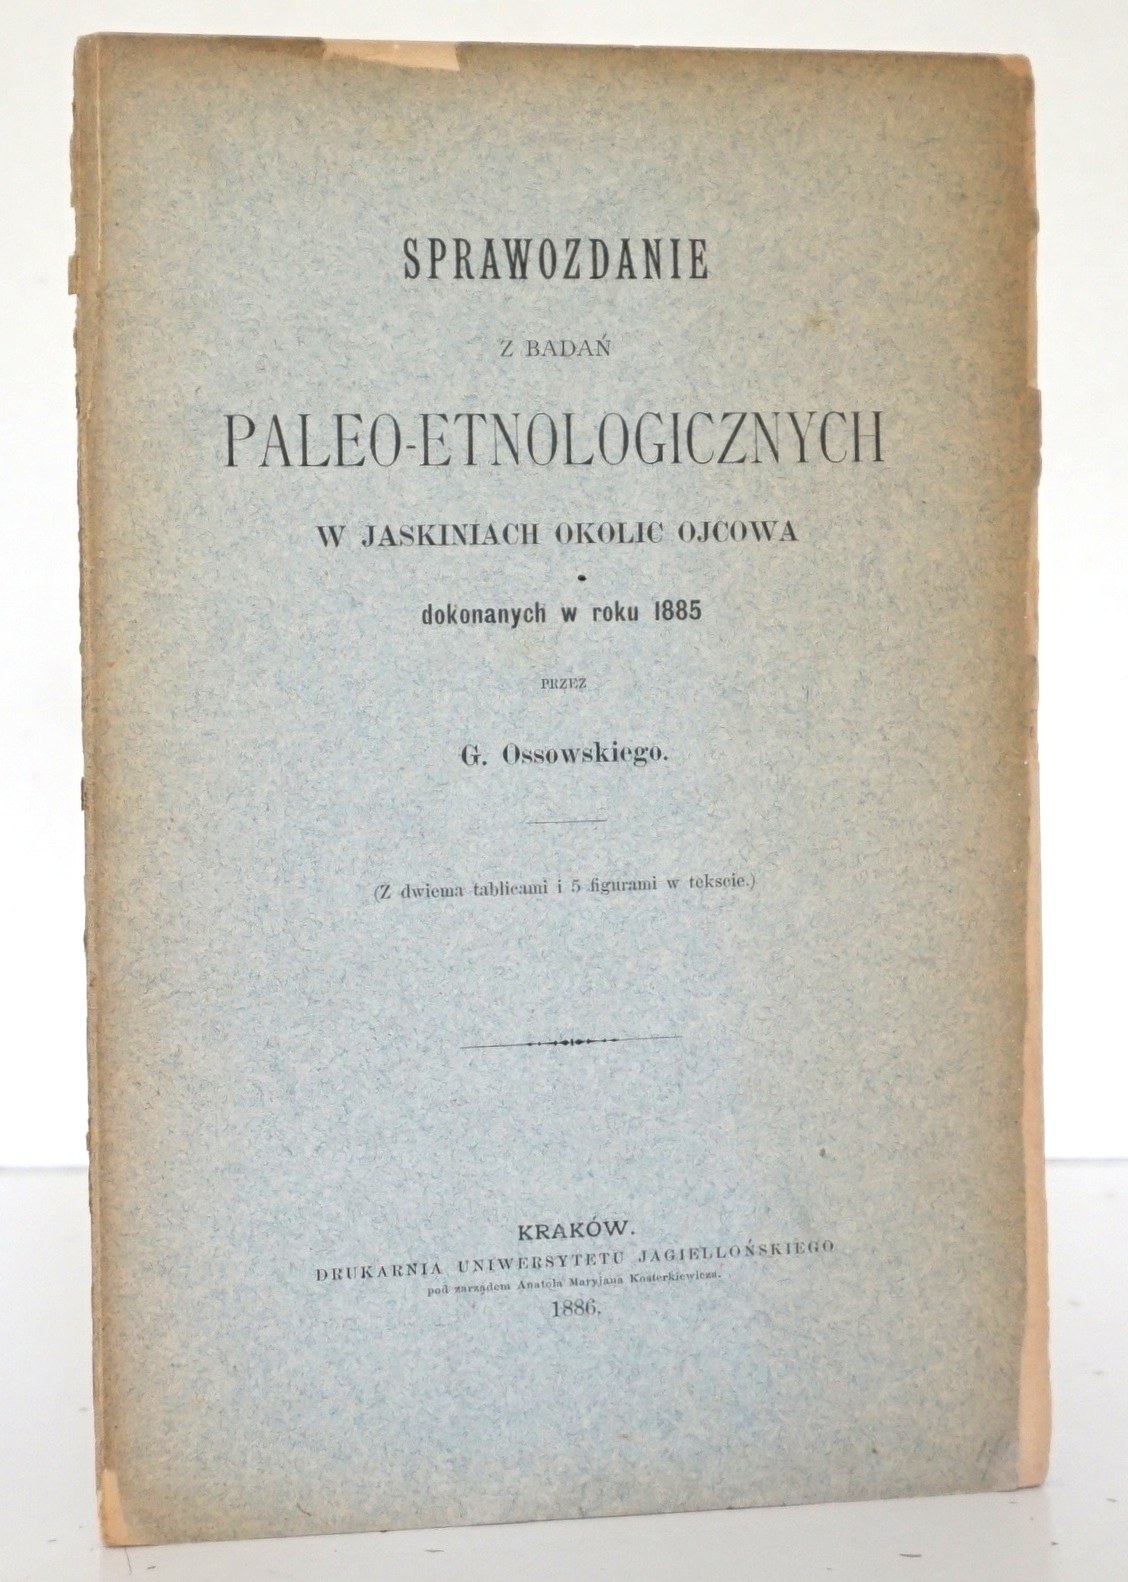 SPRAWOZDANIE
Z BADAŃ
PALEO-ETNOLOGICZNYCH
W JASKINIACH OKOLIC OJCOWA
dokonanych w roku 1885
PRZEZ
G. Ossowskiego.
(Z dwiema tablicami i 5 figurami w tekscie.)
KRAKÓW.
DRUKARNIA UNIWERSYTETU JAGIELLOŃSKIEGO
pod zarządem Anatola Maryjana Kosterkiewicza.
1886.